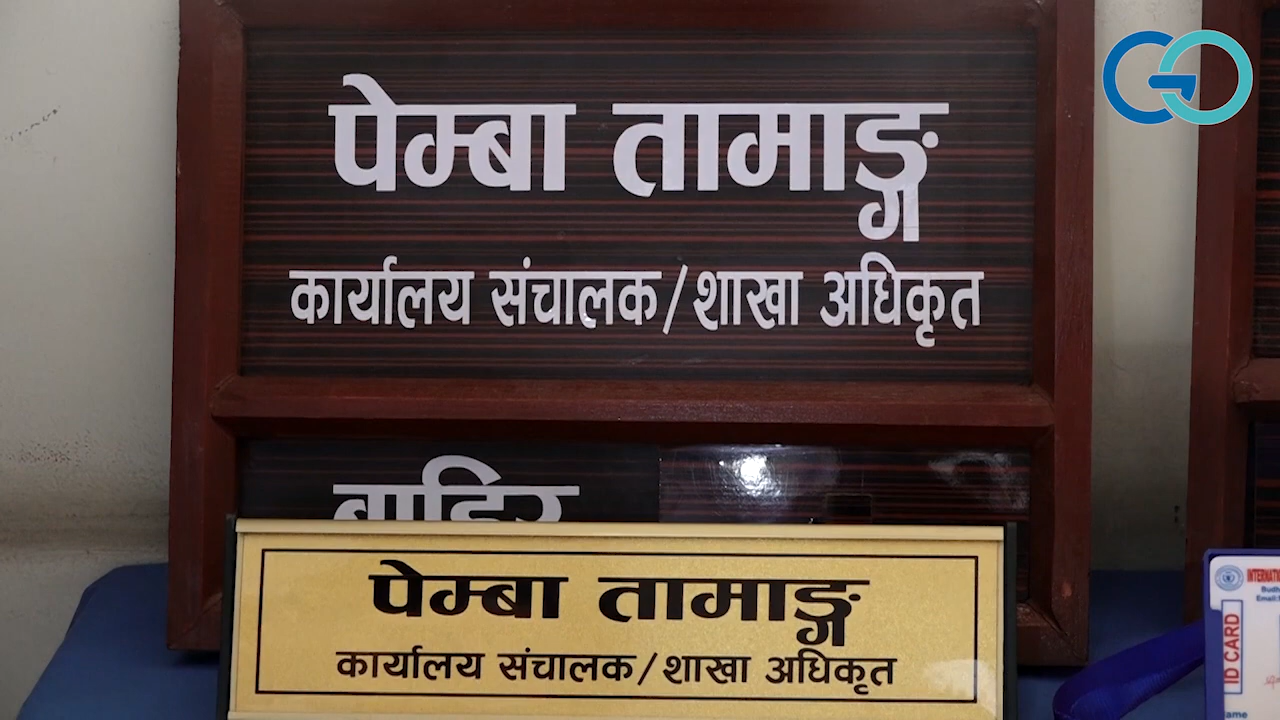 पेम्बा तामाङ्ग
कार्यालय संचालक/शाखा अधिकृत
बाहिर
पेम्बा तामाङ्ग
कार्यालय संचालक/शाखा अधिकृत
ID CARD